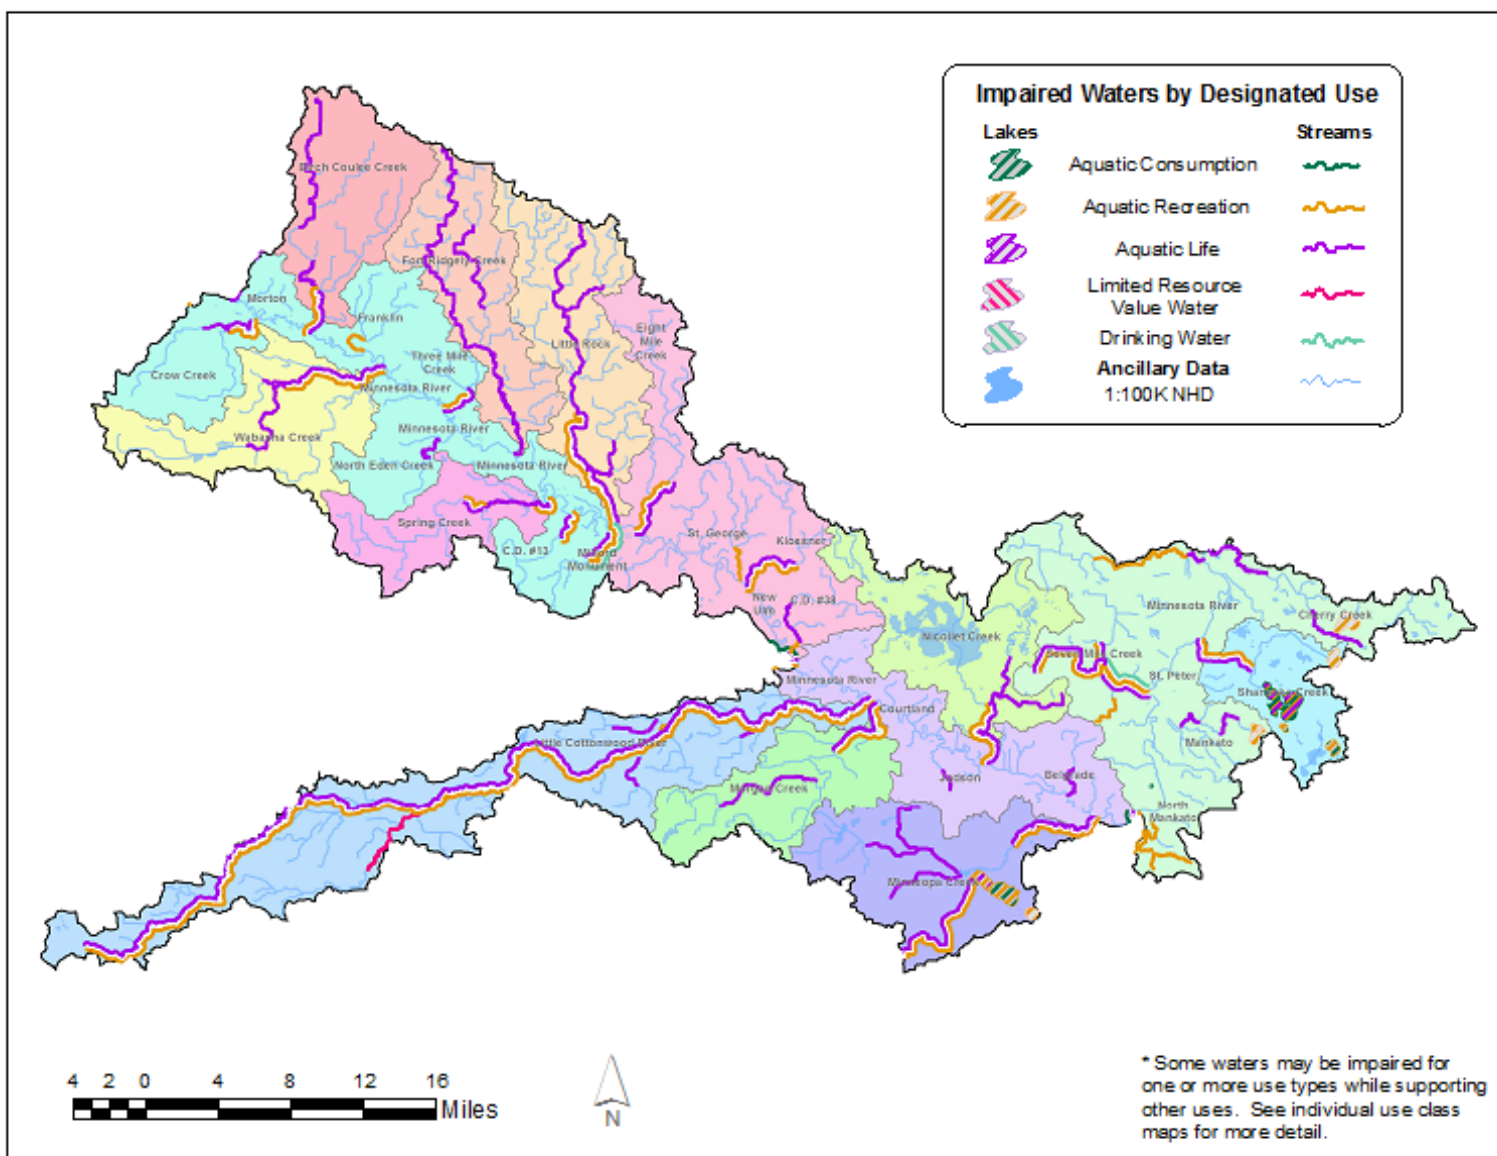 Impaired Waters by Designated Use
Lakes
Streams
Aquatic Consumption
Aquatic Recreation
Aquatic Life
Limited Resource
Value Water
Drinking Water
Ancillary Data
1:100K NHD
Birch Coulee Creek
Fort Ridgely Creek
Morton
Franklin
Eight
Mile
Creek
Little Rock
Three Mile
Creek
Crow Creek
Minnesota River
Minnesota River
Wabasha Creek
North Eden Creek
Minnesota River
Spring Creek
C.D. #13
Milford
Monument
St. George
Klossner
New
Ulm
C.D. #38
Nicollet Creek
Minnesota River
Cherry Creek
Seven Mile Creek
St. Peter
Minnesota River
Courtland
Mankato
Little Cottonwood River
Judson
Belgrade
Morgan Creek
North
Mankato
Minneopa Creek
4 2 0 4 8 12 16
Miles
N
* Some waters may be impaired for
one or more use types while supporting
other uses. See individual use class
maps for more detail.